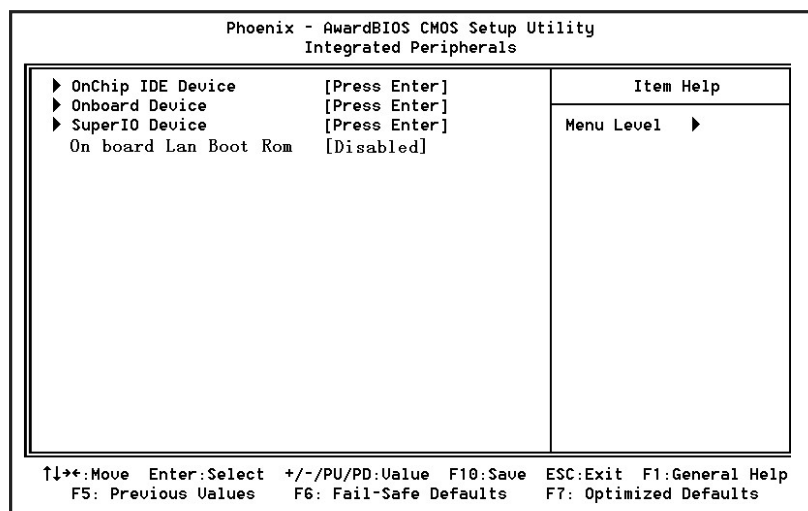 Phoenix - AwardBIOS CMOS Setup Utility
Integrated Peripherals
▶ OnChip IDE Device [Press Enter]
▶ Onboard Device [Press Enter]
▶ SuperIO Device [Press Enter]
On board Lan Boot Rom [Disabled]
Item Help
Menu Level ▶
↑↓→←:Move Enter:Select +/-/PU/PD:Value F10:Save ESC:Exit F1:General Help
F5: Previous Values F6: Fail-Safe Defaults F7: Optimized Defaults